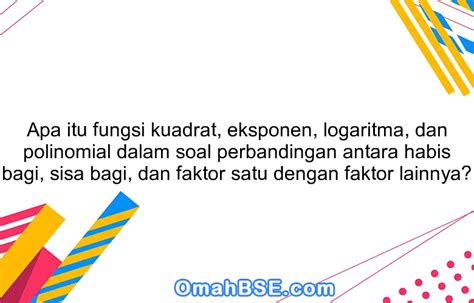 Apa itu fungsi kuadrat, eksponen, logaritma, dan
polinomial dalam soal perbandingan antara habis
bagi, sisa bagi, dan faktor satu dengan faktor lainnya?
OmahBSE.com